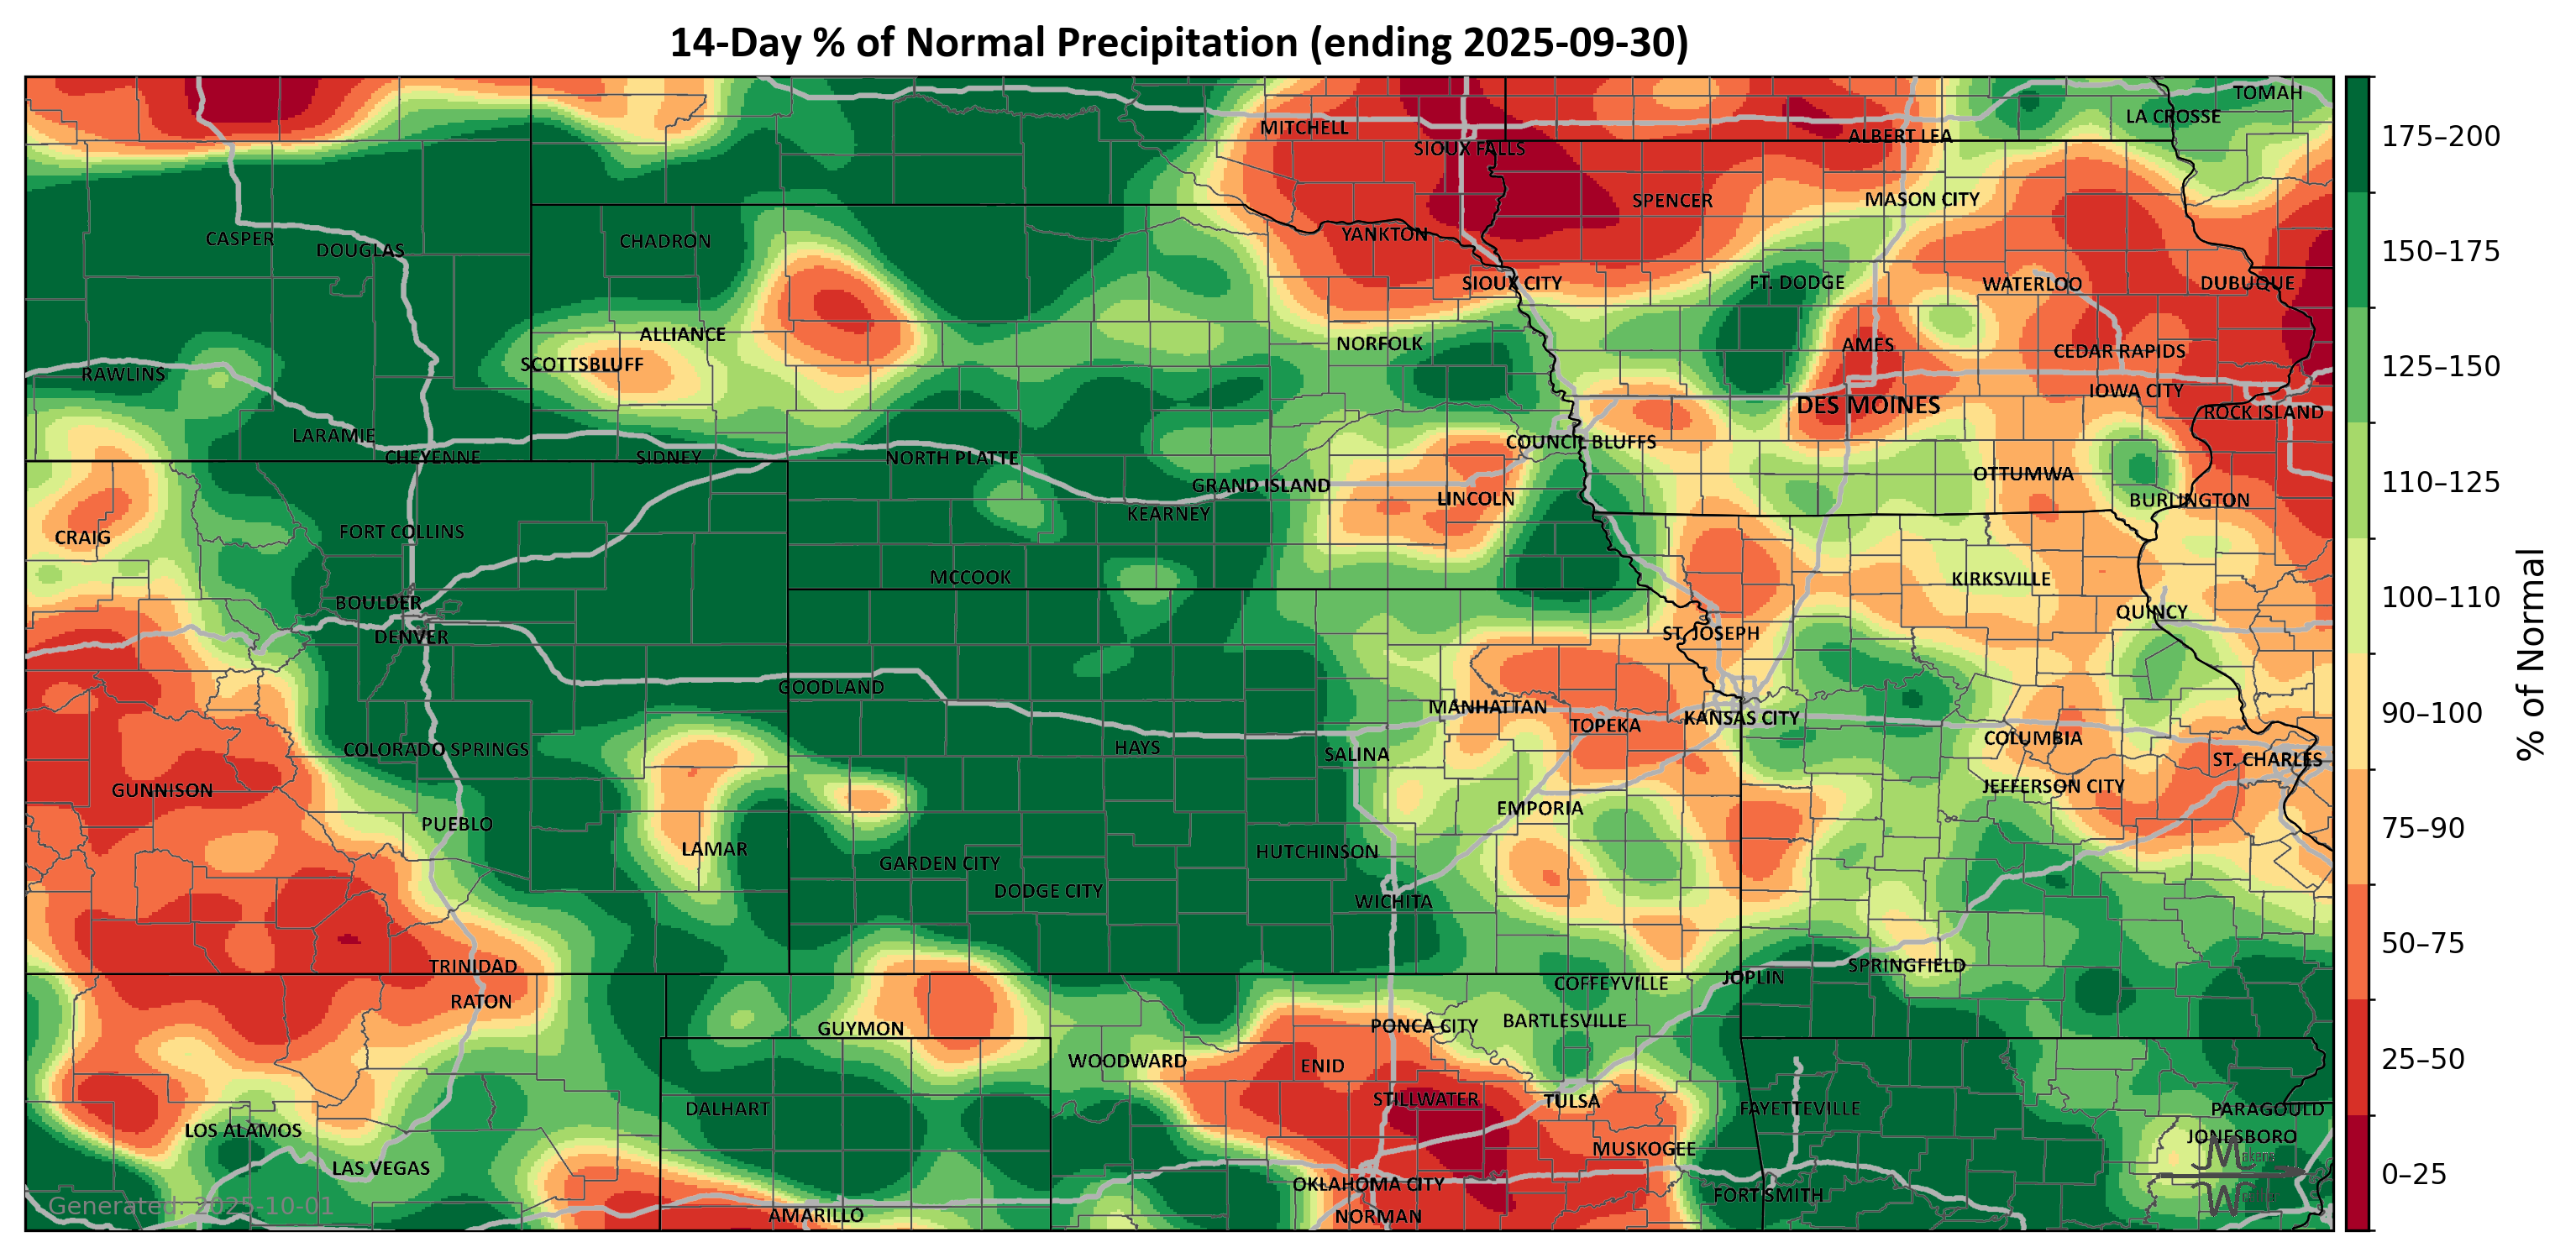 14-Day % of Normal Precipitation (ending 2025-09-30)
TOMAH
LA CROSSE
MITCHELL
ALBERT LEA
SIOUX FALLS
SPENCER
MASON CITY
YANKTON
CASPER
CHADRON
DOUGLAS
SIOUX CITY
FT. DODGE
WATERLOO
DUBUQUE
ALLIANCE
NORFOLK
AMES
CEDAR RAPIDS
SCOTTSBLUFF
RAWLINS
IOWA CITY
DES MOINES
ROCK ISLAND
LARAMIE
COUNCIL BLUFFS
CHEYENNE
SIDNEY
NORTH PLATTE
OTTUMWA
GRAND ISLAND
LINCOLN
BURLINGTON
KEARNEY
FORT COLLINS
CRAIG
MCCOOK
KIRKSVILLE
BOULDER
QUINCY
DENVER
ST. JOSEPH
GOODLAND
MANHATTAN
KANSAS CITY
TOPEKA
COLUMBIA
COLORADO SPRINGS
HAYS
SALINA
ST. CHARLES
GUNNISON
JEFFERSON CITY
EMPORIA
PUEBLO
LAMAR
HUTCHINSON
GARDEN CITY
DODGE CITY
WICHITA
TRINIDAD
SPRINGFIELD
JOPLIN
COFFEYVILLE
RATON
GUYMON
PONCA CITY
BARTLESVILLE
WOODWARD
ENID
STILLWATER
TULSA
DALHART
FAYETTEVILLE
PARAGOULD
LOS ALAMOS
JONESBORO
MUSKOGEE
LAS VEGAS
OKLAHOMA CITY
FORT SMITH
AMARILLO
NORMAN
Generated: 2025-10-01
175–200
150–175
125–150
110–125
100–110
90–100
75–90
50–75
25–50
0–25
% of Normal